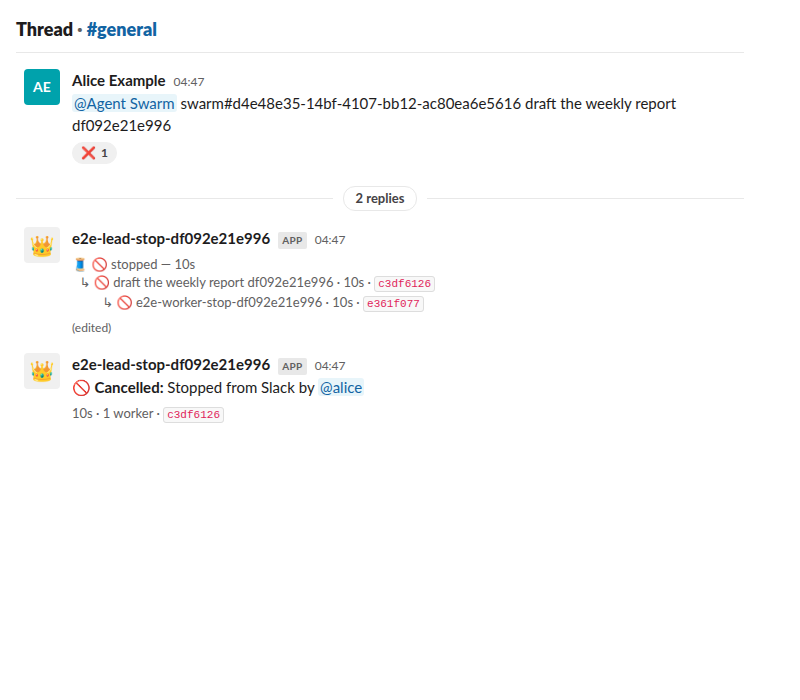 Thread • #general
AE
Alice Example 04:47
@Agent Swarm swarm#d4e48e35-14bf-4107-bb12-ac80ea6e5616 draft the weekly report
df092e21e996
❌ 1
2 replies
e2e-lead-stop-df092e21e996 APP 04:47
🧵 🚫 stopped — 10s
↳ 🚫 draft the weekly report df092e21e996 · 10s · c3df6126
↳ 🚫 e2e-worker-stop-df092e21e996 · 10s · e361f077
(edited)
e2e-lead-stop-df092e21e996 APP 04:47
🚫 Cancelled: Stopped from Slack by @alice
10s · 1 worker · c3df6126